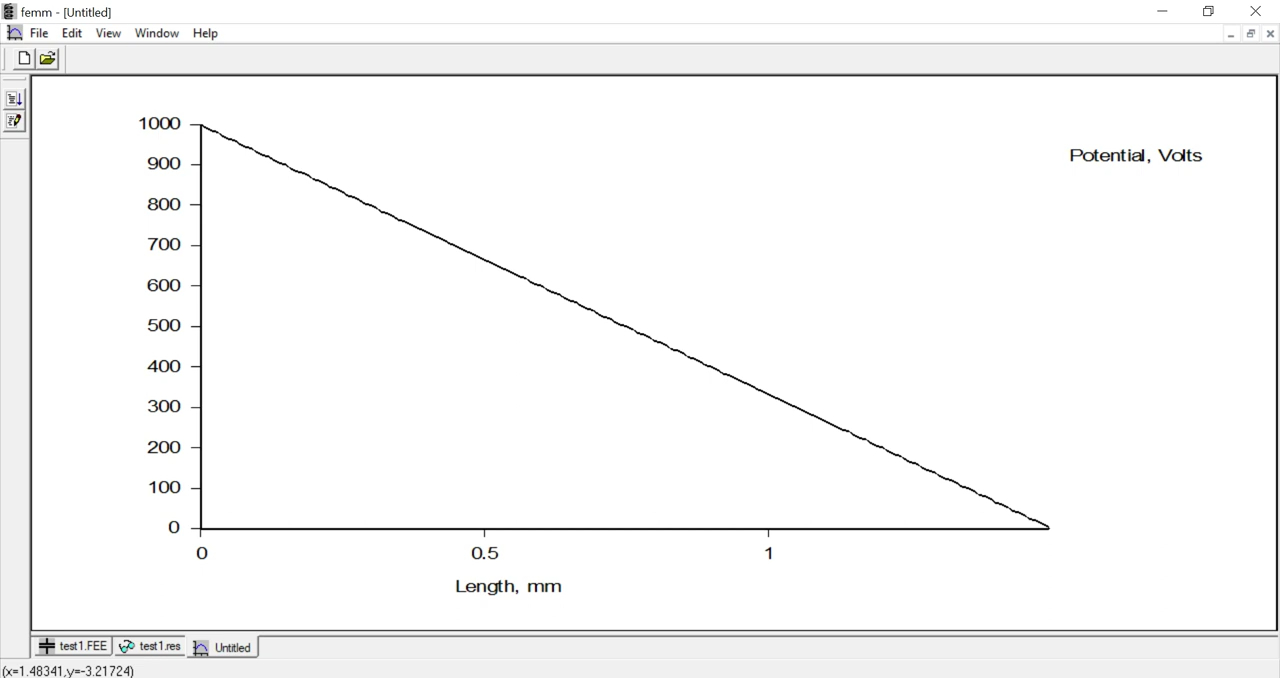 femm - [Untitled]
File Edit View Window Help
1000
900
800
700
600
500
400
300
200
100
0
Potential, Volts
0 0.5 1
Length, mm
test1.FEE test1.res Untitled
(x=1.48341,y=-3.21724)